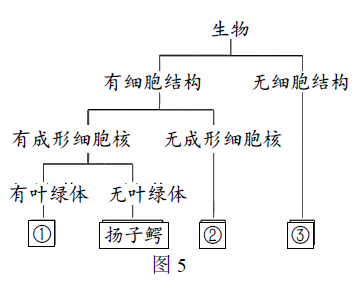 生物
有细胞结构 无细胞结构
有成形细胞核 无成形细胞核
有叶绿体 无叶绿体
① 扬子鳄 ② ③
图 5